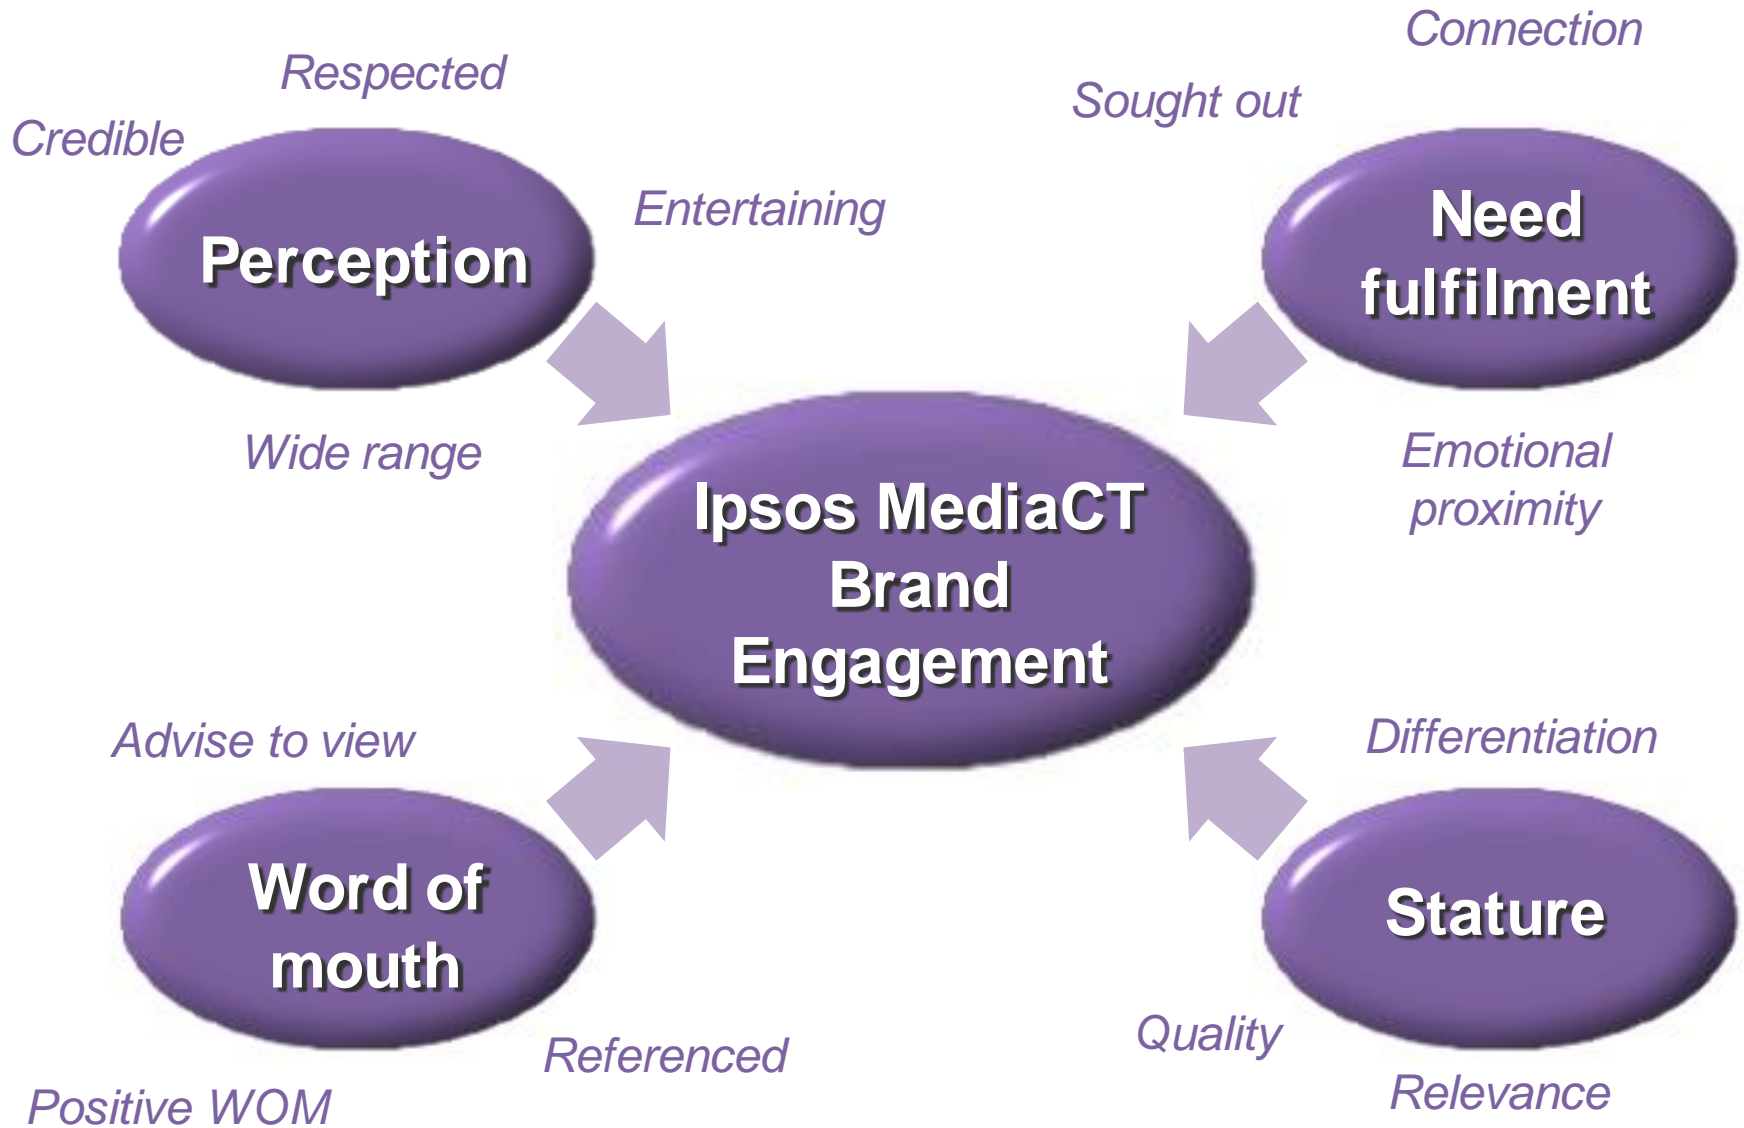 Respected
Credible
Entertaining
Perception
Wide range
Connection
Sought out
Need
fulfilment
Emotional
proximity
Ipsos MediaCT
Brand
Engagement
Advise to view
Word of
mouth
Referenced
Positive WOM
Differentiation
Stature
Quality
Relevance